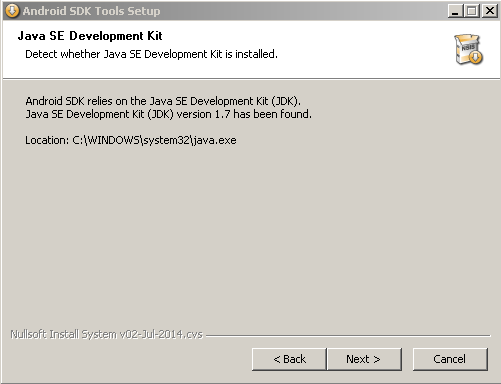 Android SDK Tools Setup
Java SE Development Kit
Detect whether Java SE Development Kit is installed.
NSIS
Android SDK relies on the Java SE Development Kit (JDK).
Java SE Development Kit (JDK) version 1.7 has been found.
Location: C:\WINDOWS\system32\java.exe
Nullsoft Install System v02-Jul-2014.cvs
< Back
Next >
Cancel